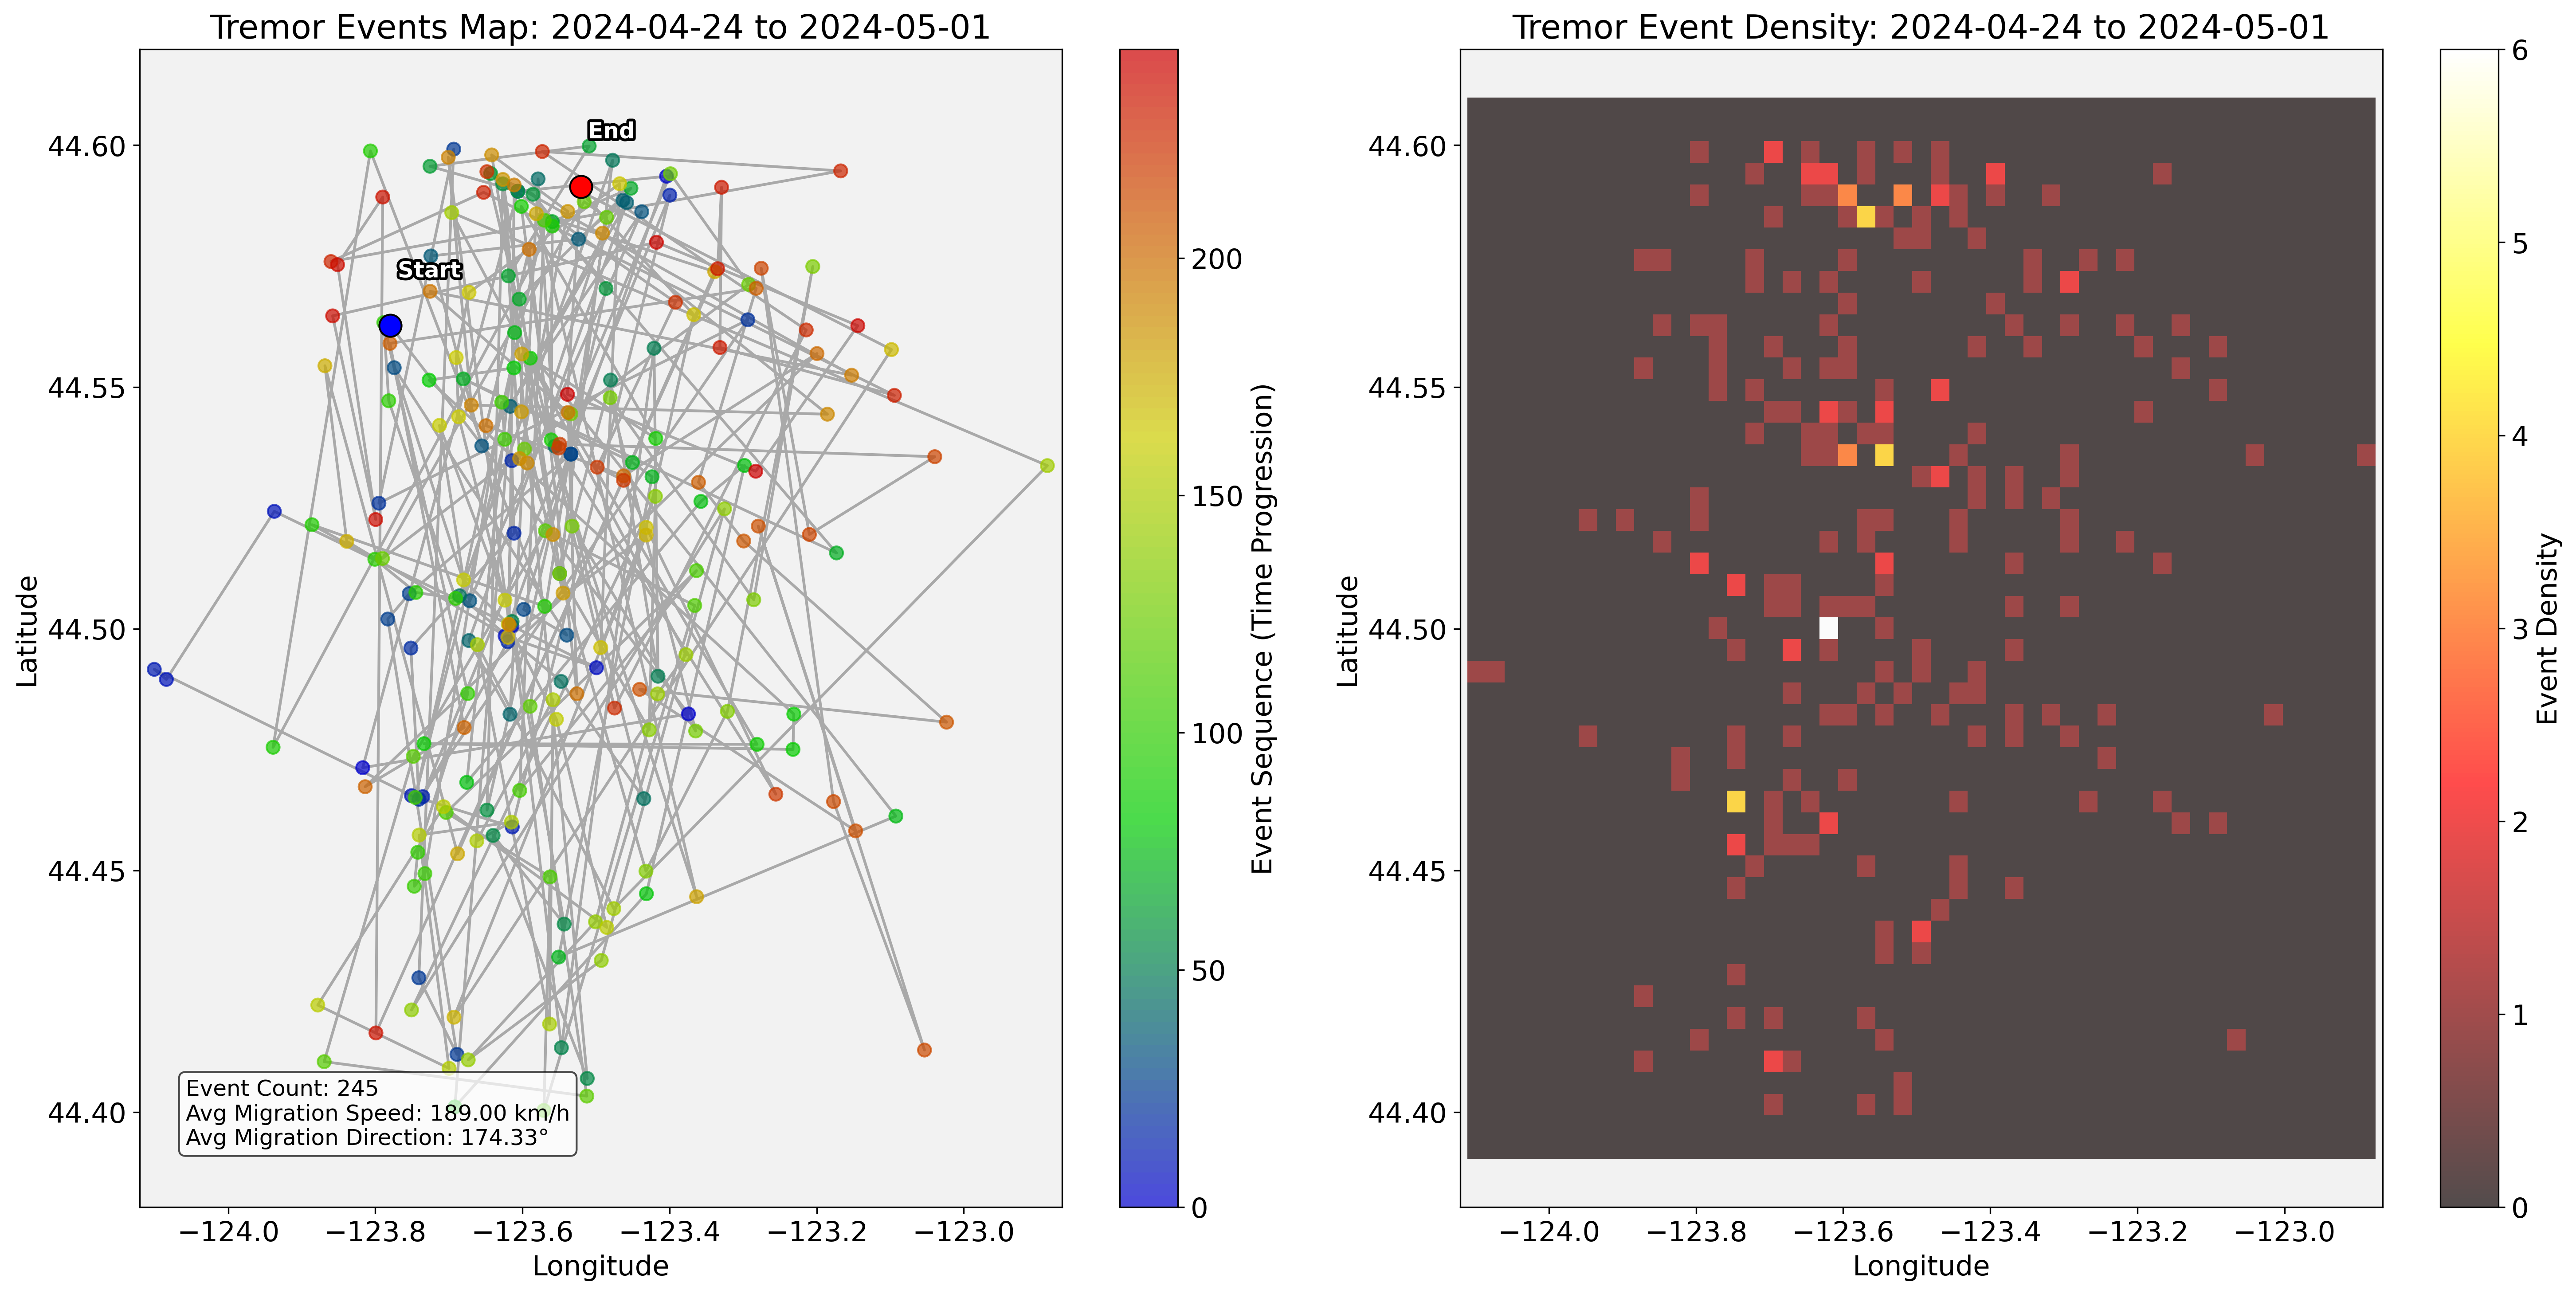 Tremor Events Map: 2024-04-24 to 2024-05-01
End
Start
44.60
44.55
44.50
44.45
44.40
Latitude
Event Count: 245
Avg Migration Speed: 189.00 km/h
Avg Migration Direction: 174.33°
−124.0 −123.8 −123.6 −123.4 −123.2 −123.0
Longitude
200
150
100
50
0
Event Sequence (Time Progression)
Tremor Event Density: 2024-04-24 to 2024-05-01
44.60
44.55
44.50
44.45
44.40
Latitude
−124.0 −123.8 −123.6 −123.4 −123.2 −123.0
Longitude
6
5
4
3
2
1
0
Event Density